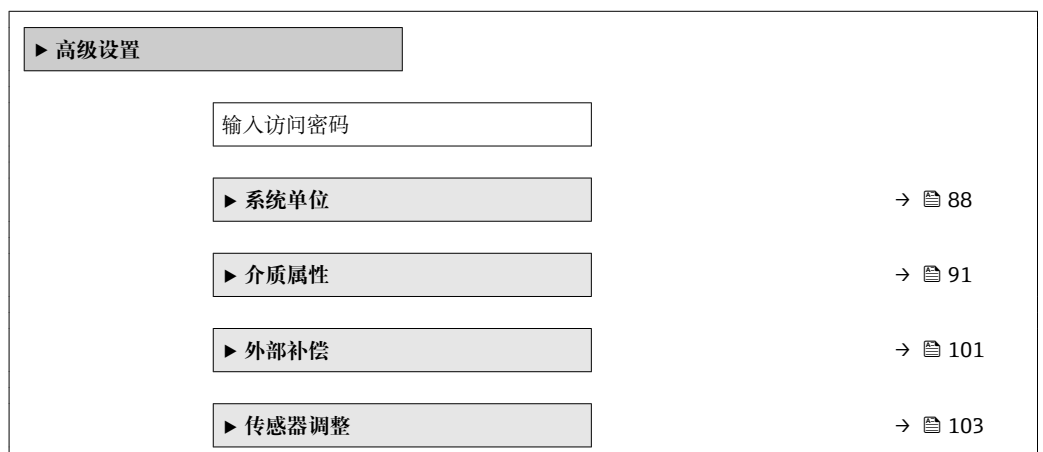 ▶ 高级设置
输入访问密码
▶ 系统单位 → 88
▶ 介质属性 → 91
▶ 外部补偿 → 101
▶ 传感器调整 → 103